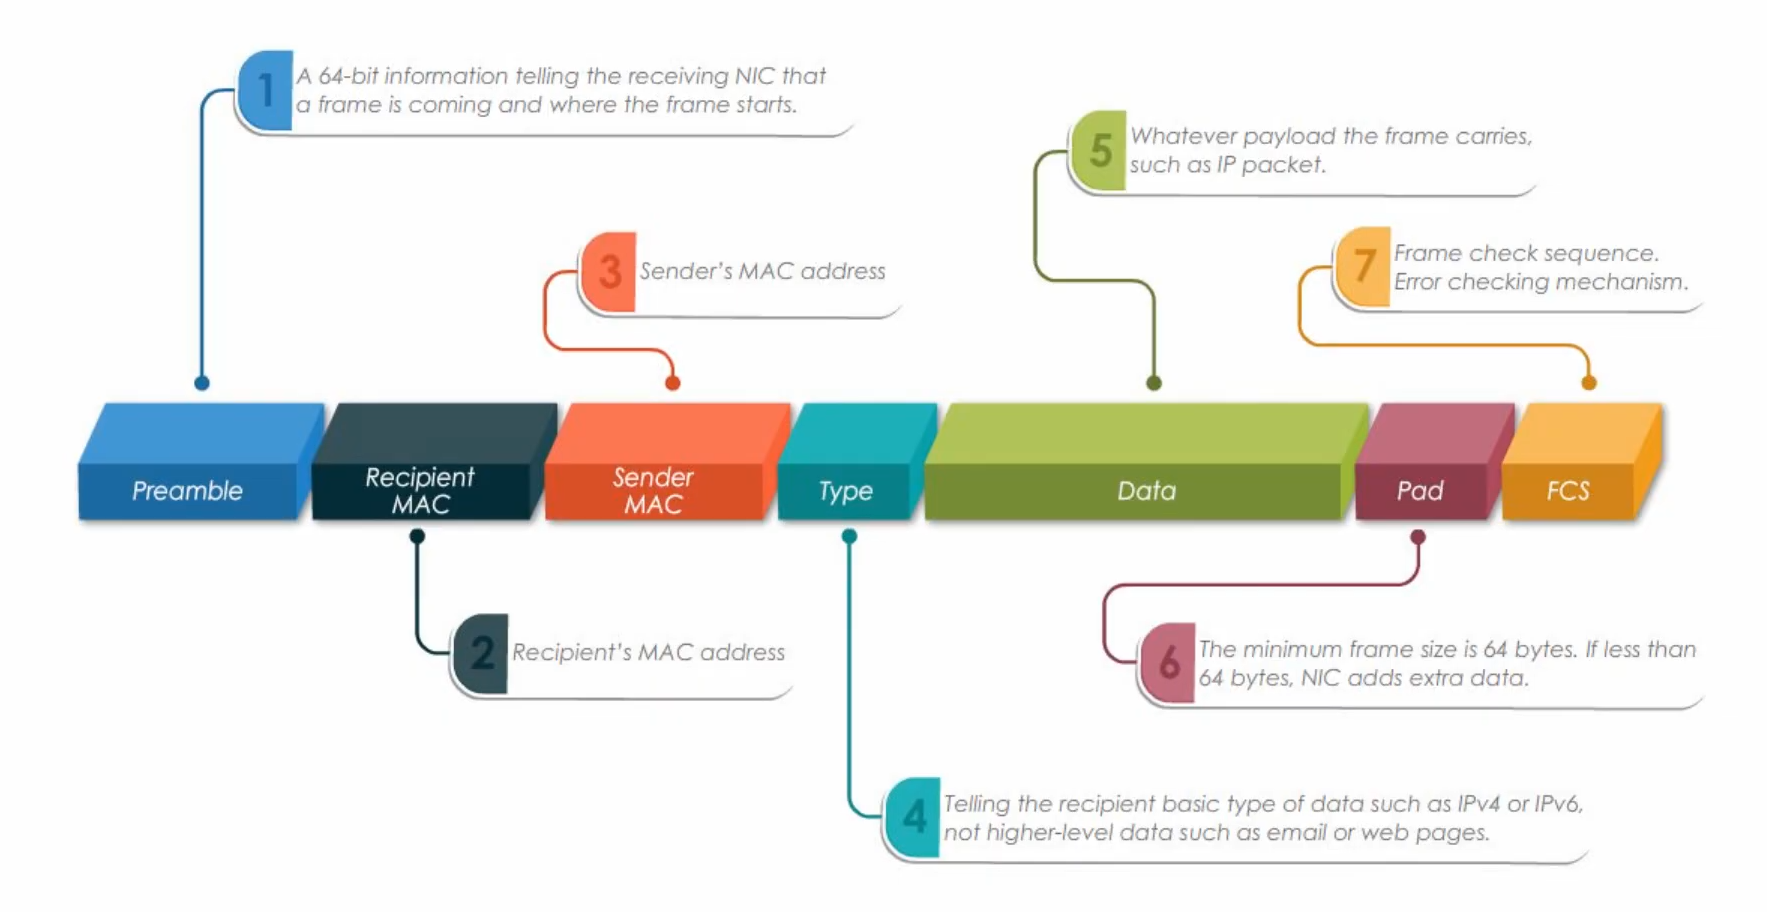 1
A 64-bit information telling the receiving NIC that
a frame is coming and where the frame starts.
5
Whatever payload the frame carries,
such as IP packet.
3
Sender's MAC address
7
Frame check sequence.
Error checking mechanism.
Preamble
Recipient
MAC
Sender
MAC
Type
Data
Pad
FCS
2
Recipient's MAC address
6
The minimum frame size is 64 bytes. If less than
64 bytes, NIC adds extra data.
4
Telling the recipient basic type of data such as IPv4 or IPv6,
not higher-level data such as email or web pages.